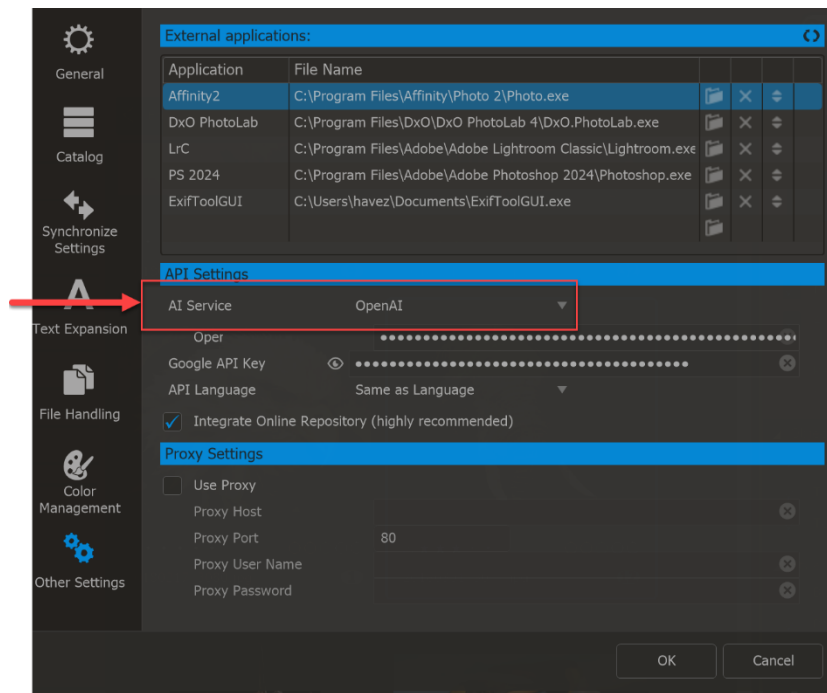 General
Catalog
Synchronize
Settings
Text Expansion
File Handling
Color
Management
Other Settings
External applications:
Application File Name
Affinity2 C:\Program Files\Affinity\Photo 2\Photo.exe
DxO PhotoLab C:\Program Files\DxO\DxO PhotoLab 4\DxO.PhotoLab.exe
LrC C:\Program Files\Adobe\Adobe Lightroom Classic\Lightroom.exe
PS 2024 C:\Program Files\Adobe\Adobe Photoshop 2024\Photoshop.exe
ExifToolGUI C:\Users\havez\Documents\ExifToolGUI.exe
API Settings
AI Service OpenAI
Oper
Google API Key
API Language Same as Language
Integrate Online Repository (highly recommended)
Proxy Settings
Use Proxy
Proxy Host
Proxy Port 80
Proxy User Name
Proxy Password
OK Cancel